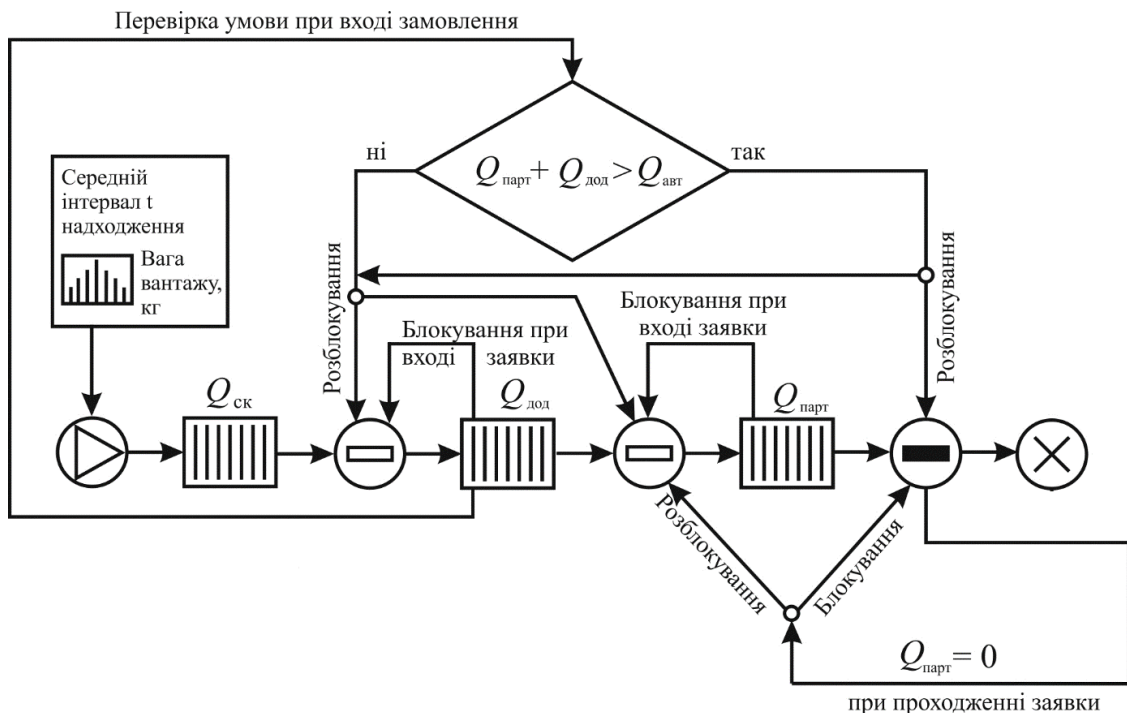 Перевірка умови при вході замовлення
ні
Q парт + Q дод > Q авт
так
Середній
інтервал t
надходження
Вага
вантажу,
кг
Розблокування
Блокування при
вході заявки
Блокування при
вході заявки
Розблокування
Q ск
Q дод
Q парт
Розблокування
Блокування
Q парт = 0
при проходженні заявки